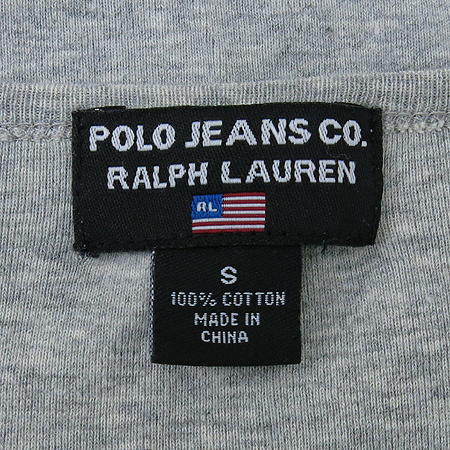 POLO JEANS CO.
RALPH LAUREN
RL
S
100% COTTON
MADE IN
CHINA